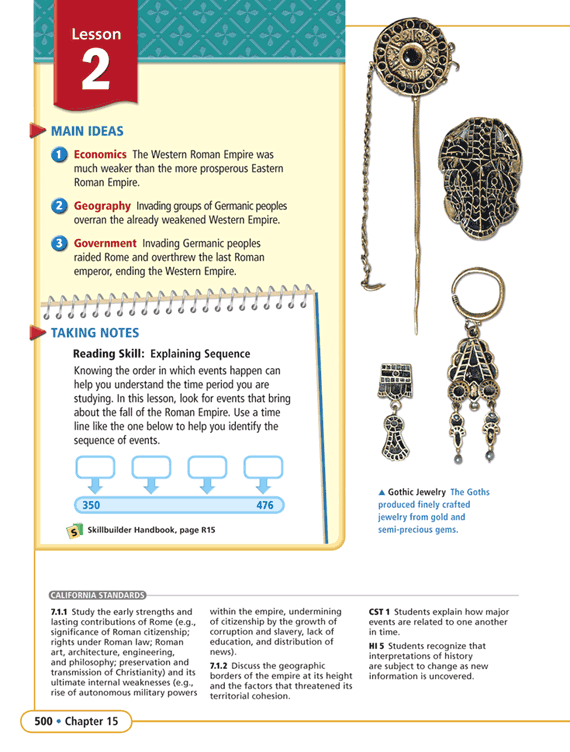 Lesson
2
MAIN IDEAS
1 Economics The Western Roman Empire was
much weaker than the more prosperous Eastern
Roman Empire.
2 Geography Invading groups of Germanic peoples
overran the already weakened Western Empire.
3 Government Invading Germanic peoples
raided Rome and overthrew the last Roman
emperor, ending the Western Empire.
TAKING NOTES
Reading Skill: Explaining Sequence
Knowing the order in which events happen can
help you understand the time period you are
studying. In this lesson, look for events that bring
about the fall of the Roman Empire. Use a time
line like the one below to help you identify the
sequence of events.
350 476
S Skillbuilder Handbook, page R15
▲ Gothic Jewelry The Goths
produced finely crafted
jewelry from gold and
semi-precious gems.
CALIFORNIA STANDARDS
7.1.1 Study the early strengths and
lasting contributions of Rome (e.g.,
significance of Roman citizenship;
rights under Roman law; Roman
art, architecture, engineering,
and philosophy; preservation and
transmission of Christianity) and its
ultimate internal weaknesses (e.g.,
rise of autonomous military powers
within the empire, undermining
of citizenship by the growth of
corruption and slavery, lack of
education, and distribution of
news).
7.1.2 Discuss the geographic
borders of the empire at its height
and the factors that threatened its
territorial cohesion.
CST 1 Students explain how major
events are related to one another
in time.
HI 5 Students recognize that
interpretations of history
are subject to change as new
information is uncovered.
500 • Chapter 15